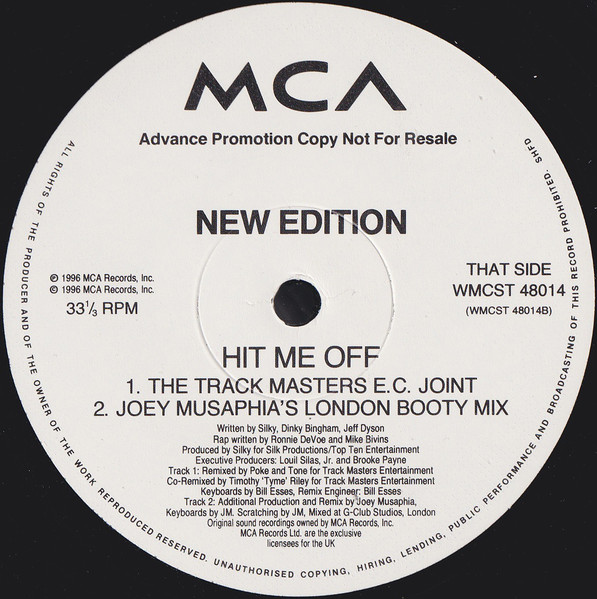 MCA
Advance Promotion Copy Not For Resale
NEW EDITION
℗ 1996 MCA Records, Inc.
© 1996 MCA Records, Inc.
33⅓ RPM
THAT SIDE
WMCST 48014
(WMCST 48014B)
HIT ME OFF
1. THE TRACK MASTERS E.C. JOINT
2. JOEY MUSAPHIA'S LONDON BOOTY MIX
Written by Silky, Dinky Bingham, Jeff Dyson
Rap written by Ronnie DeVoe and Mike Bivins
Produced by Silky for Silk Productions/Top Ten Entertainment
Executive Producers: Louil Silas, Jr. and Brooke Payne
Track 1: Remixed by Poke and Tone for Track Masters Entertainment
Co-Remixed by Timothy 'Tyme' Riley for Track Masters Entertainment
Keyboards by Bill Esses, Remix Engineer: Bill Esses
Track 2: Additional Production and Remix by Joey Musaphia,
Keyboards by JM. Scratching by JM, Mixed at G-Club Studios, London
Original sound recordings owned by MCA Records, Inc.
MCA Records Ltd. are the exclusive
licensees for the UK
ALL RIGHTS OF THE PRODUCER AND OF THE OWNER OF THE WORK REPRODUCED RESERVED. UNAUTHORISED COPYING, HIRING, LENDING, PUBLIC PERFORMANCE AND BROADCASTING OF THIS RECORD PROHIBITED. SHFD